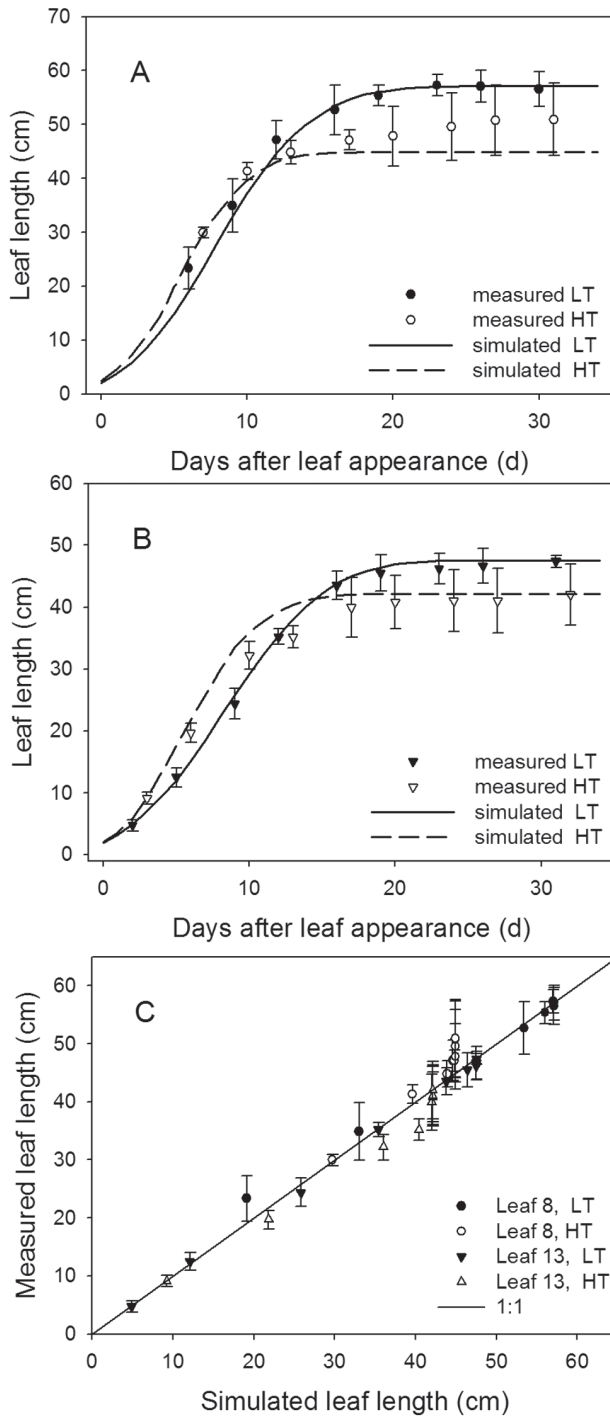 70
60
A
50
40
30
20
10
0
Leaf length (cm)
measured LT
measured HT
simulated LT
simulated HT
0 10 20 30
Days after leaf appearance (d)
60
50
B
40
30
20
10
0
Leaf length (cm)
measured LT
measured HT
simulated LT
simulated HT
0 10 20 30
Days after leaf appearance (d)
60
C
50
40
30
20
10
0
Measured leaf length (cm)
Leaf 8, LT
Leaf 8, HT
Leaf 13, LT
Leaf 13, HT
1:1
0 10 20 30 40 50 60
Simulated leaf length (cm)